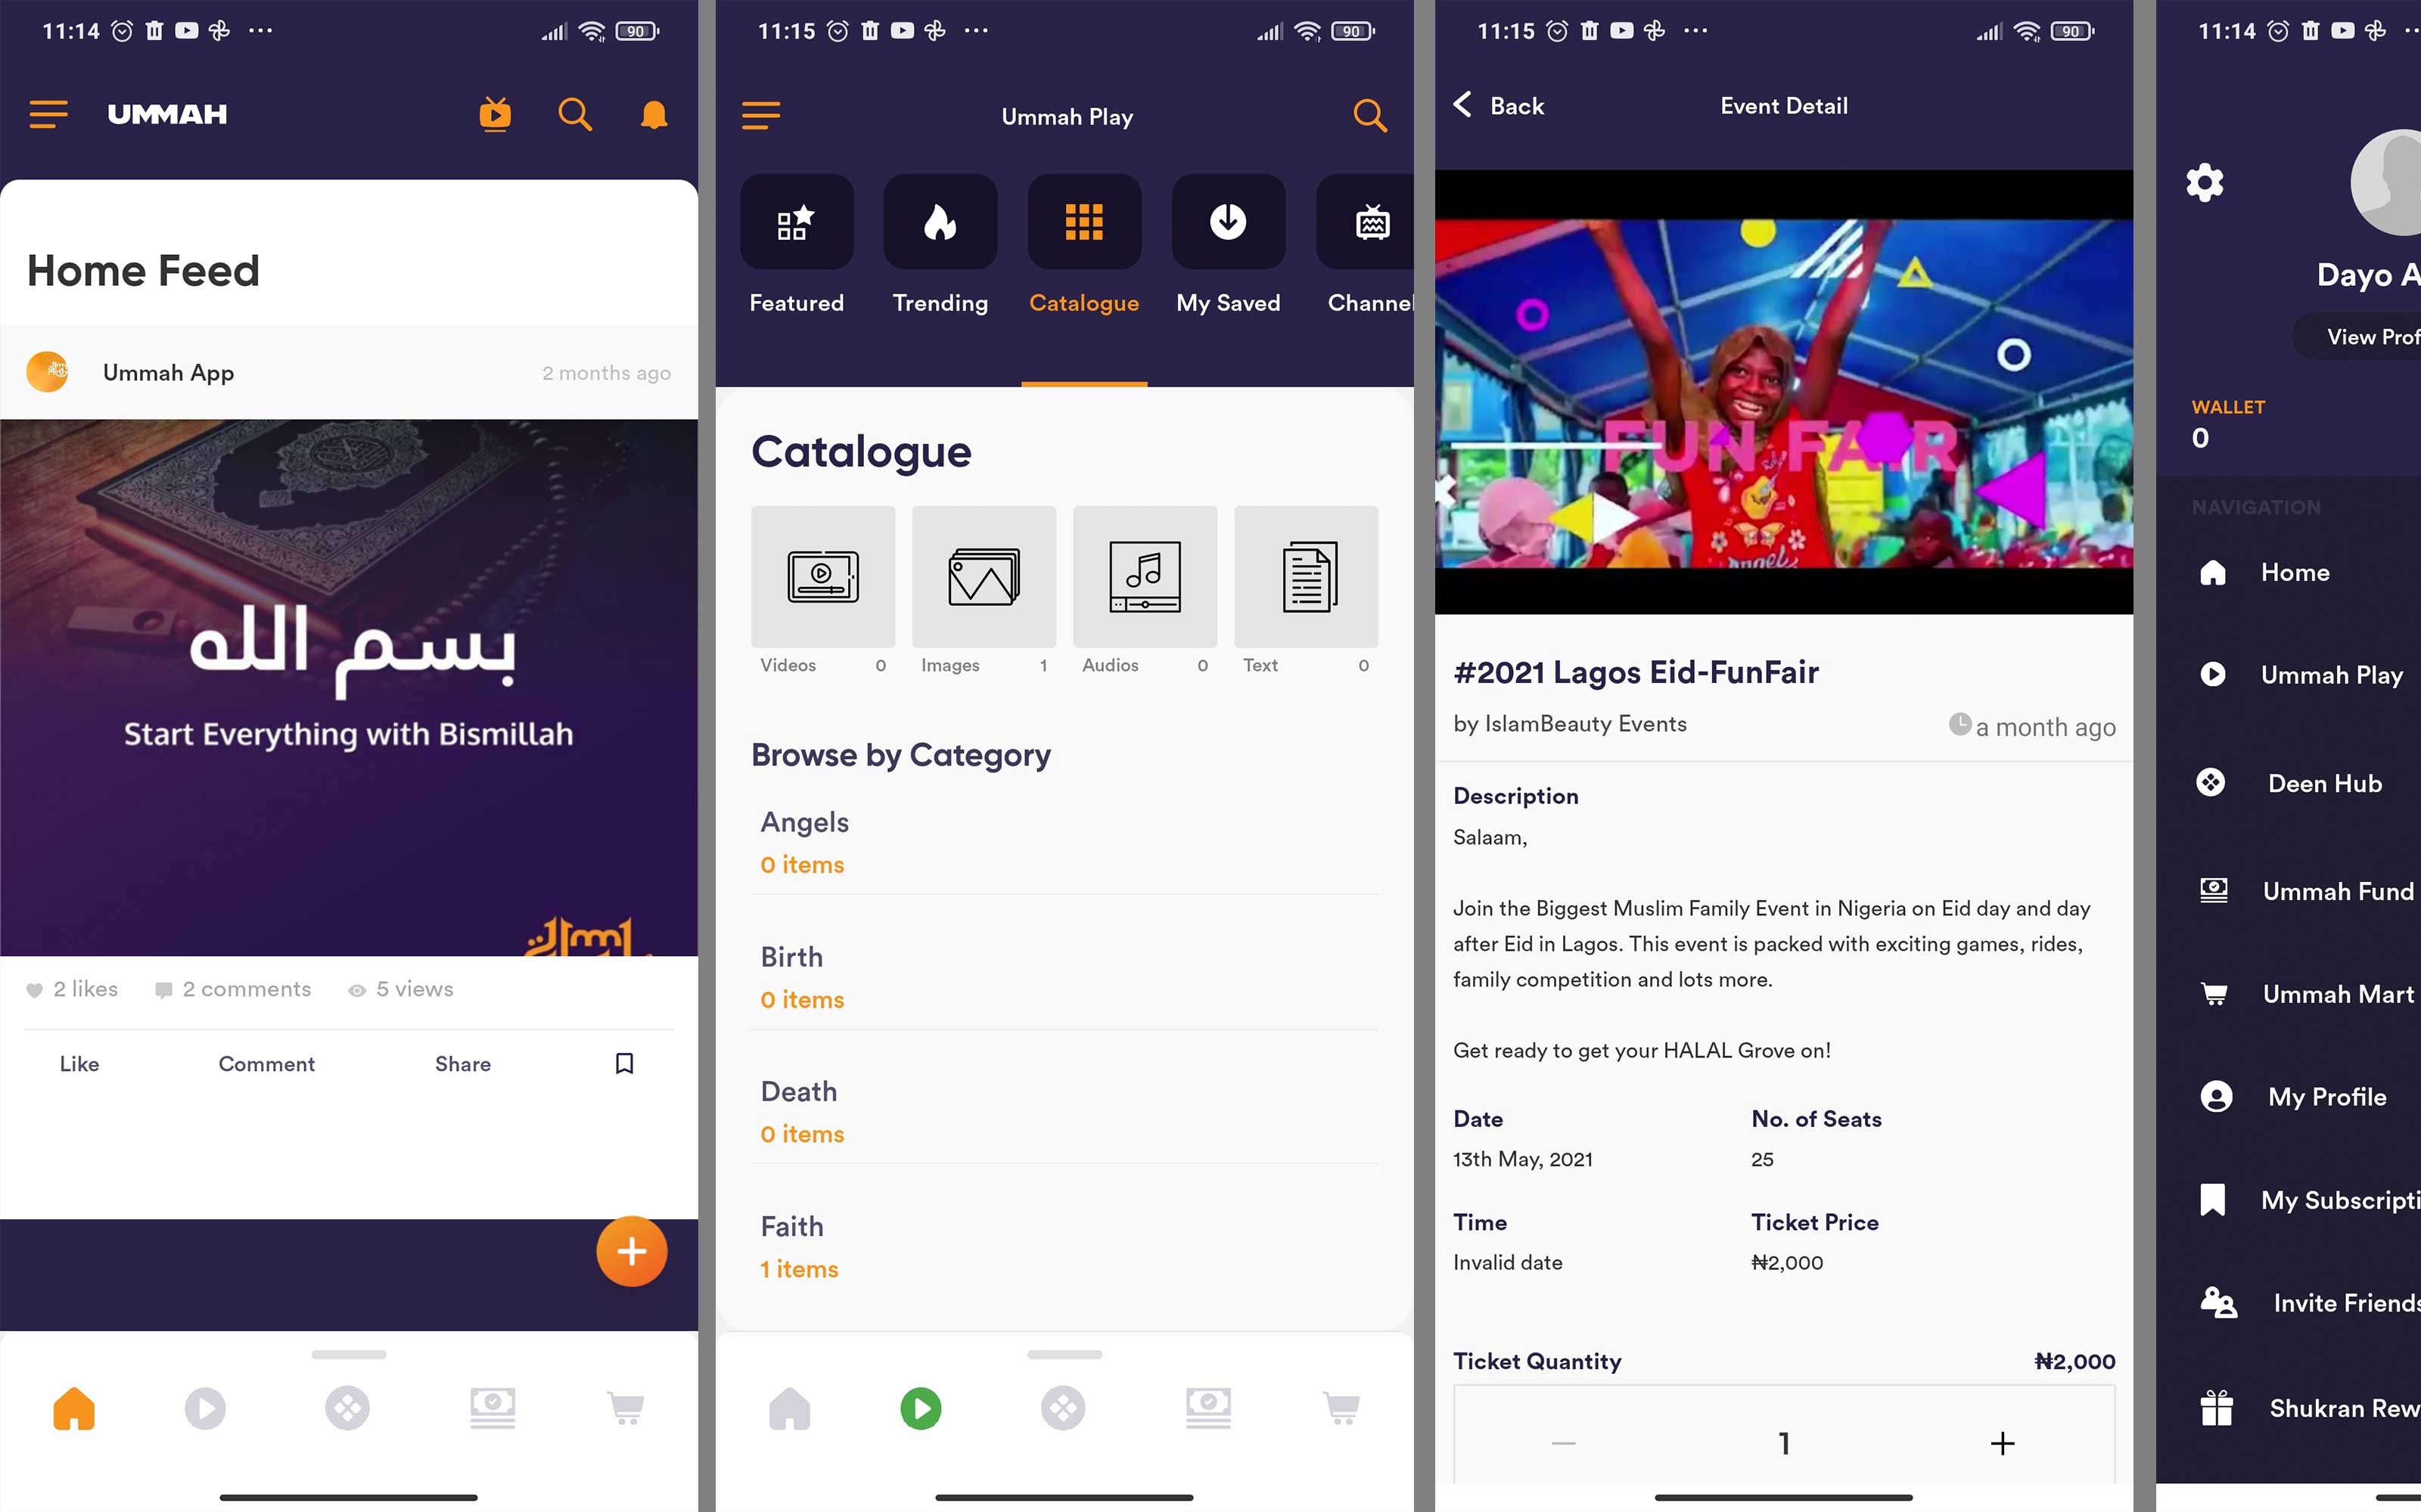 11:14
90
UMMAH
Home Feed
Ummah App
2 months ago
بسم الله
Start Everything with Bismillah
2 likes
2 comments
5 views
Like
Comment
Share
11:15
90
Ummah Play
Featured
Trending
Catalogue
My Saved
Channel
Catalogue
Videos 0
Images 1
Audios 0
Text 0
Browse by Category
Angels
0 items
Birth
0 items
Death
0 items
Faith
1 items
11:15
90
Back
Event Detail
FUN FAIR
#2021 Lagos Eid-FunFair
by IslamBeauty Events
a month ago
Description
Salaam,
Join the Biggest Muslim Family Event in Nigeria on Eid day and day
after Eid in Lagos. This event is packed with exciting games, rides,
family competition and lots more.
Get ready to get your HALAL Grove on!
Date
No. of Seats
13th May, 2021
25
Time
Ticket Price
Invalid date
₦2,000
Ticket Quantity
₦2,000
1
11:14
Dayo A
View Prof
WALLET
0
NAVIGATION
Home
Ummah Play
Deen Hub
Ummah Fund
Ummah Mart
My Profile
My Subscripti
Invite Friends
Shukran Rew